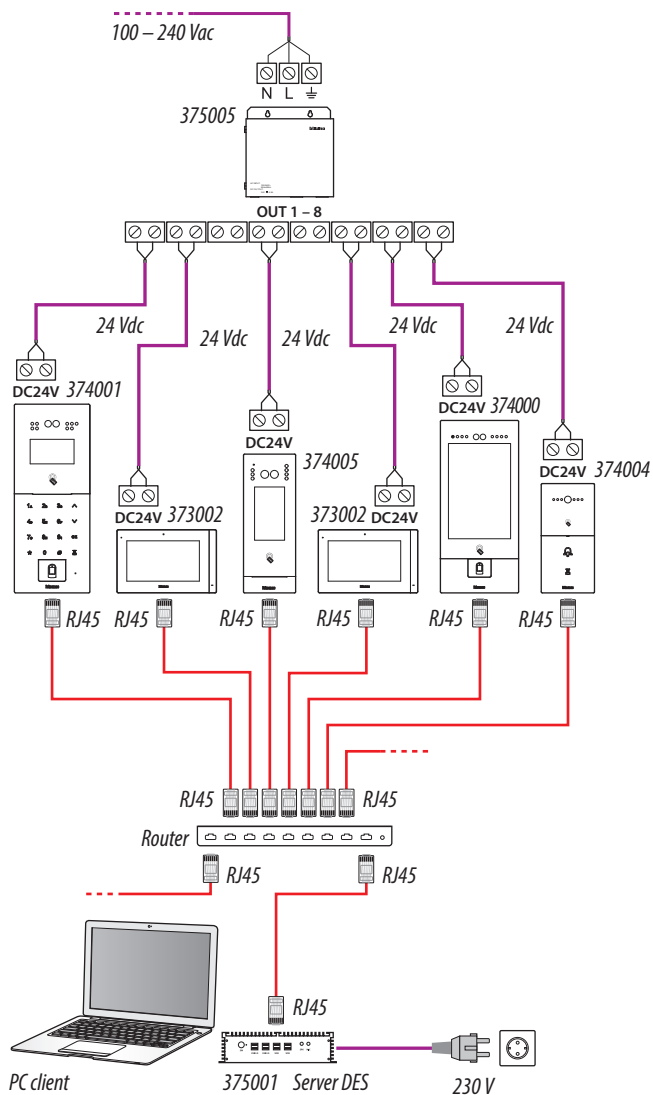 100 – 240 Vac
N L
375005
OUT 1 – 8
24 Vdc 24 Vdc 24 Vdc 24 Vdc 24 Vdc
DC24V 374001
DC24V 374000
DC24V 374005
DC24V 374004
DC24V 373002
373002 DC24V
RJ45 RJ45 RJ45 RJ45 RJ45 RJ45
RJ45 RJ45
Router
RJ45 RJ45
RJ45
PC client
375001 Server DES
230 V